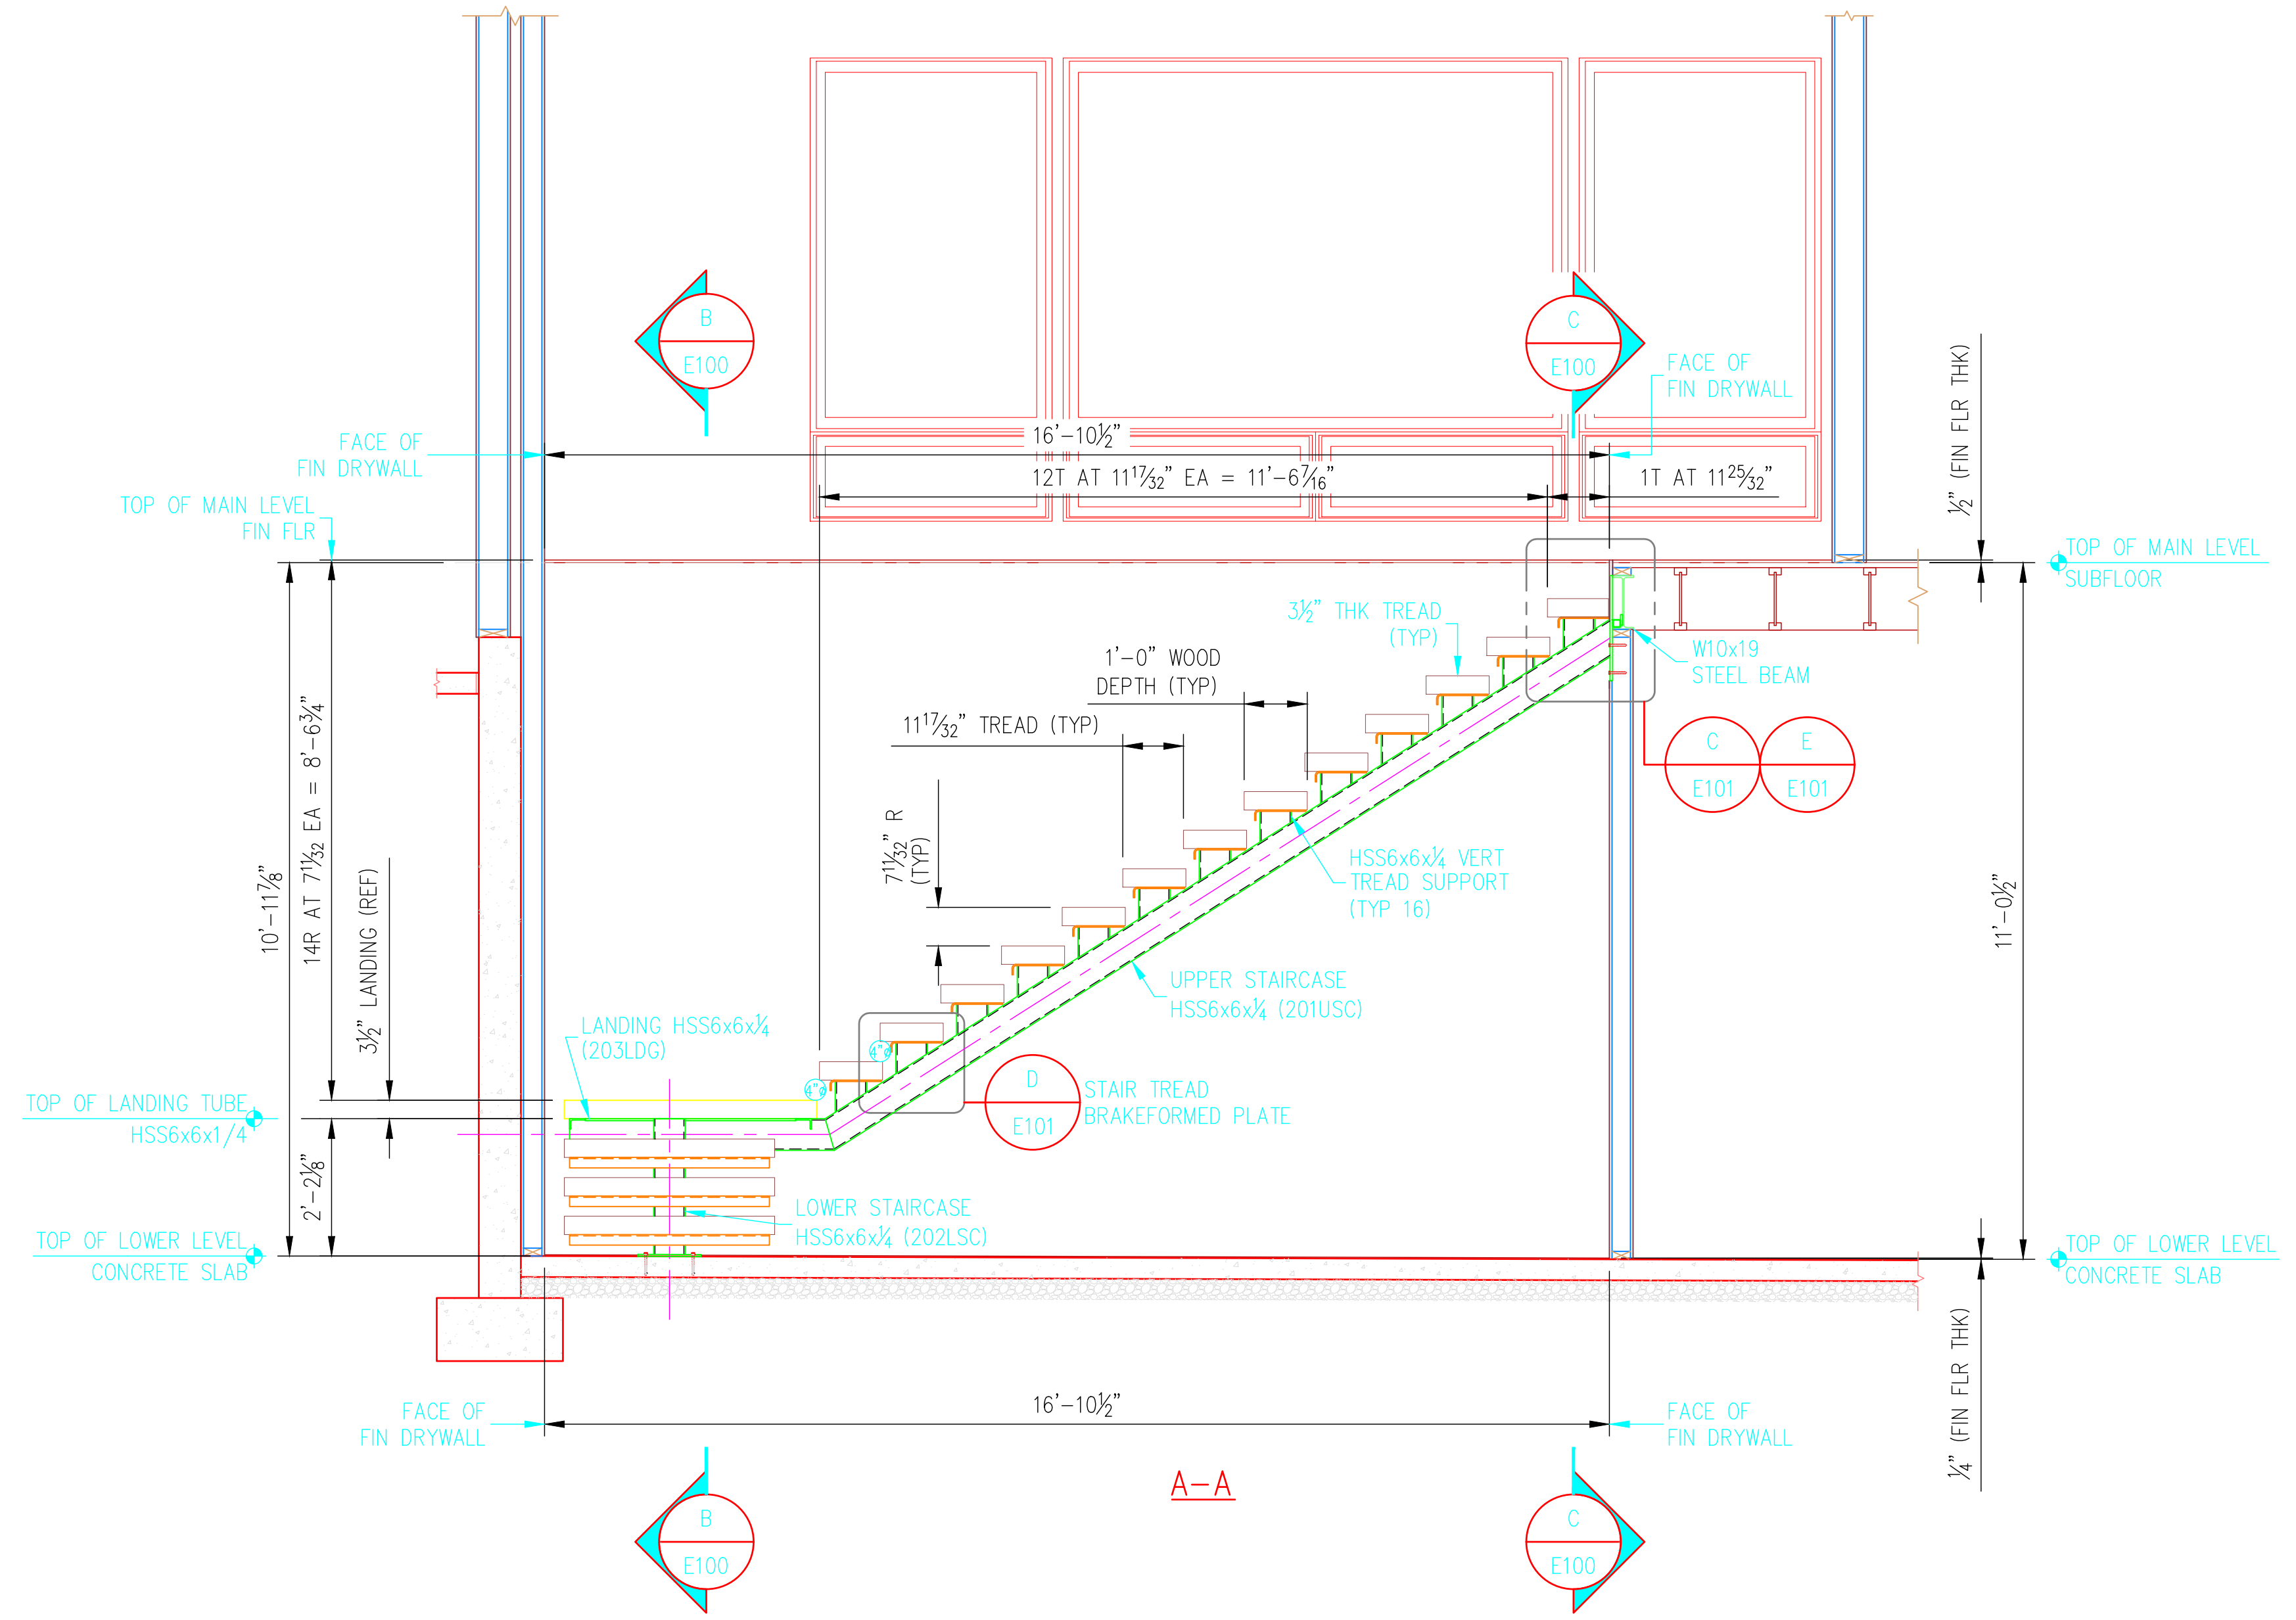 B
E100
C
E100
FACE OF
FIN DRYWALL
½" (FIN FLR THK)
FACE OF
FIN DRYWALL
16'-10½"
12T AT 11 17/32" EA = 11'-6 7/16"
1T AT 11 25/32"
TOP OF MAIN LEVEL
FIN FLR
TOP OF MAIN LEVEL
SUBFLOOR
3½" THK TREAD
(TYP)
1'-0" WOOD
DEPTH (TYP)
W10x19
STEEL BEAM
11 17/32" TREAD (TYP)
C
E101
E
E101
10'-11⅞"
14R AT 7 11/32 EA = 8'-6¾"
3½" LANDING (REF)
7 11/32" R
(TYP)
HSS6x6x¼ VERT
TREAD SUPPORT
(TYP 16)
11'-0½"
UPPER STAIRCASE
HSS6x6x¼ (201USC)
LANDING HSS6x6x¼
(203LDG)
4"ø
4"ø
D
E101
STAIR TREAD
BRAKEFORMED PLATE
TOP OF LANDING TUBE
HSS6x6x1/4
2'-2⅛"
LOWER STAIRCASE
HSS6x6x¼ (202LSC)
TOP OF LOWER LEVEL
CONCRETE SLAB
TOP OF LOWER LEVEL
CONCRETE SLAB
¼" (FIN FLR THK)
FACE OF
FIN DRYWALL
16'-10½"
FACE OF
FIN DRYWALL
A-A
B
E100
C
E100